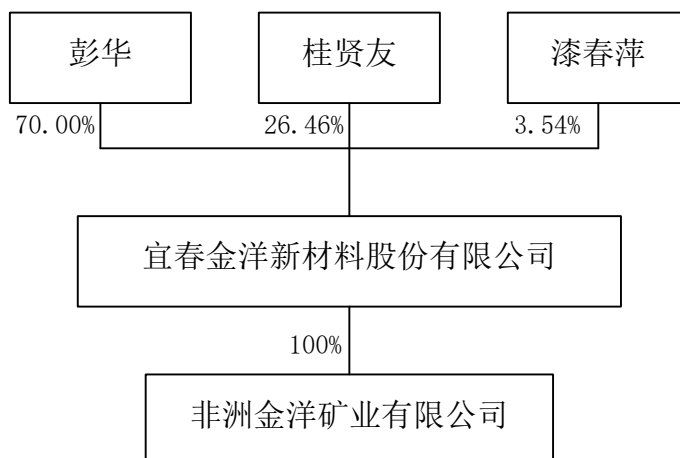 彭华
桂贤友
漆春萍
70.00%
26.46%
3.54%
宜春金洋新材料股份有限公司
100%
非洲金洋矿业有限公司